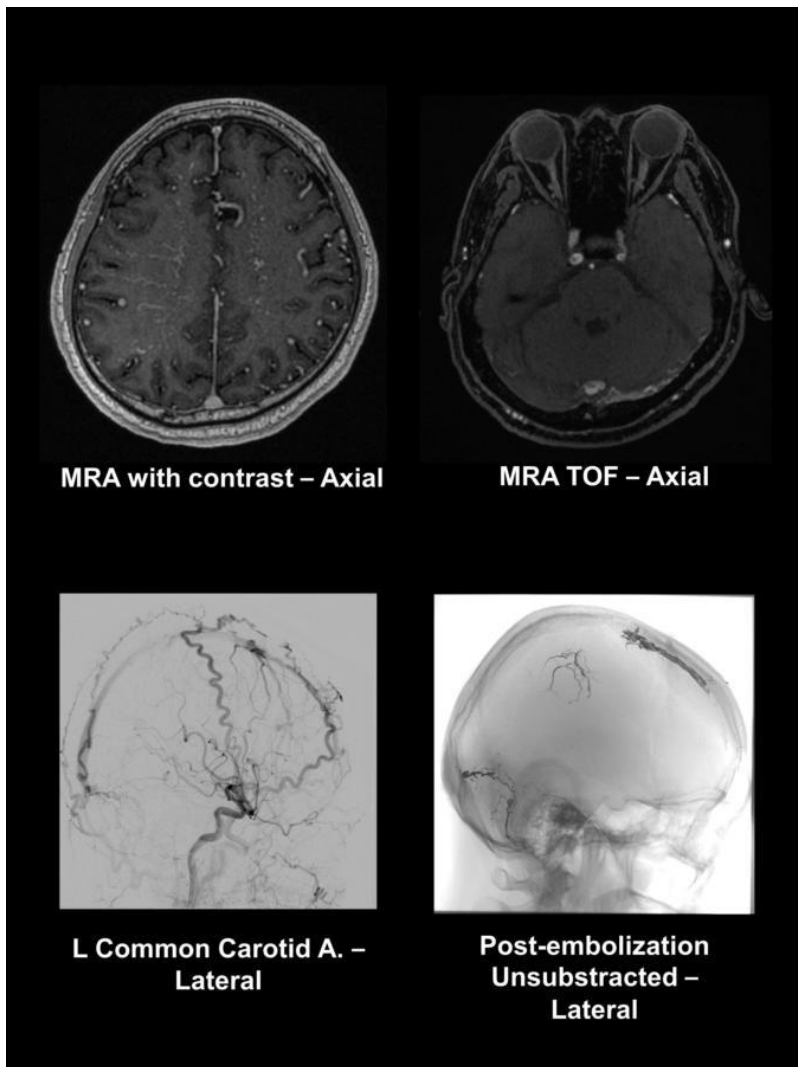 MRA with contrast – Axial
MRA TOF – Axial
L Common Carotid A. –
Lateral
Post-embolization
Unsubstracted –
Lateral